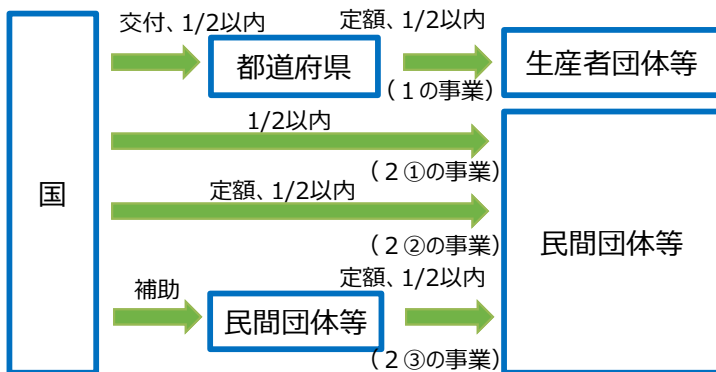 交付、1/2以内
定額、1/2以内
都道府県
生産者団体等
（１の事業）
1/2以内
（２①の事業）
国
定額、1/2以内
民間団体等
（２②の事業）
定額、1/2以内
補助
民間団体等
（２③の事業）